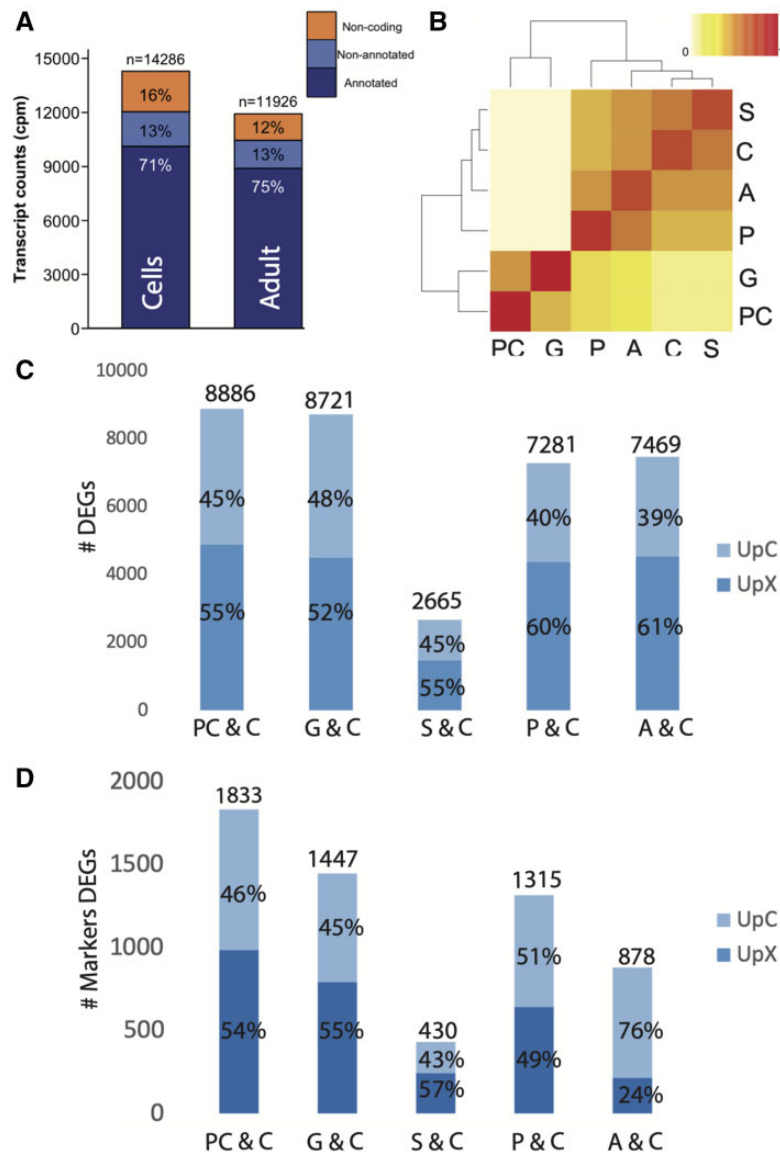 A
Non-coding
Non-annotated
Annotated
Transcript counts (cpm)
15000
12000
9000
6000
3000
0
n=14286
16%
13%
71%
Cells
n=11926
12%
13%
75%
Adult
B
0
S
C
A
P
G
PC
PC G P A C S
C
# DEGs
10000
8000
6000
4000
2000
0
8886
45%
55%
8721
48%
52%
2665
45%
55%
7281
40%
60%
7469
39%
61%
UpC
UpX
PC & C G & C S & C P & C A & C
D
# Markers DEGs
2000
1500
1000
500
0
1833
46%
54%
1447
45%
55%
430
43%
57%
1315
51%
49%
878
76%
24%
UpC
UpX
PC & C G & C S & C P & C A & C